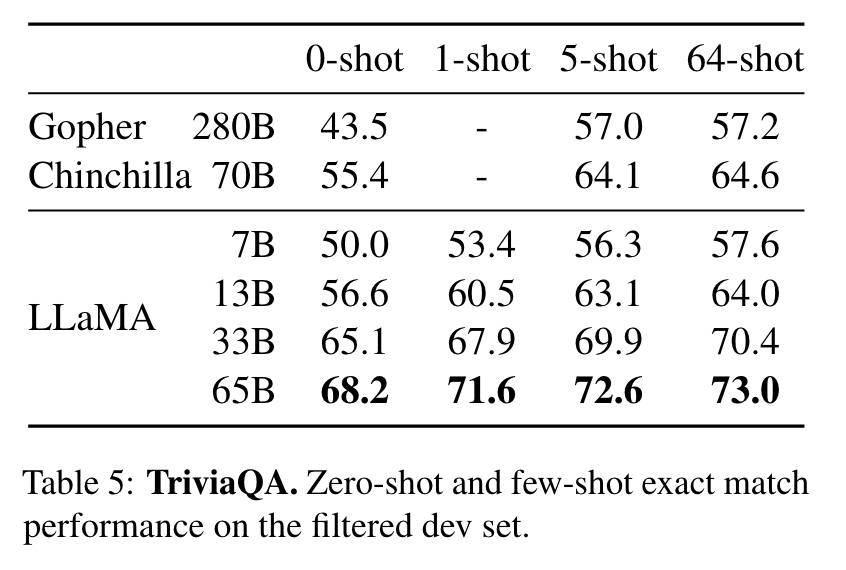 0-shot 1-shot 5-shot 64-shot
Gopher 280B 43.5 - 57.0 57.2
Chinchilla 70B 55.4 - 64.1 64.6
7B 50.0 53.4 56.3 57.6
13B 56.6 60.5 63.1 64.0
LLaMA
33B 65.1 67.9 69.9 70.4
65B 68.2 71.6 72.6 73.0
Table 5: TriviaQA. Zero-shot and few-shot exact match
performance on the filtered dev set.